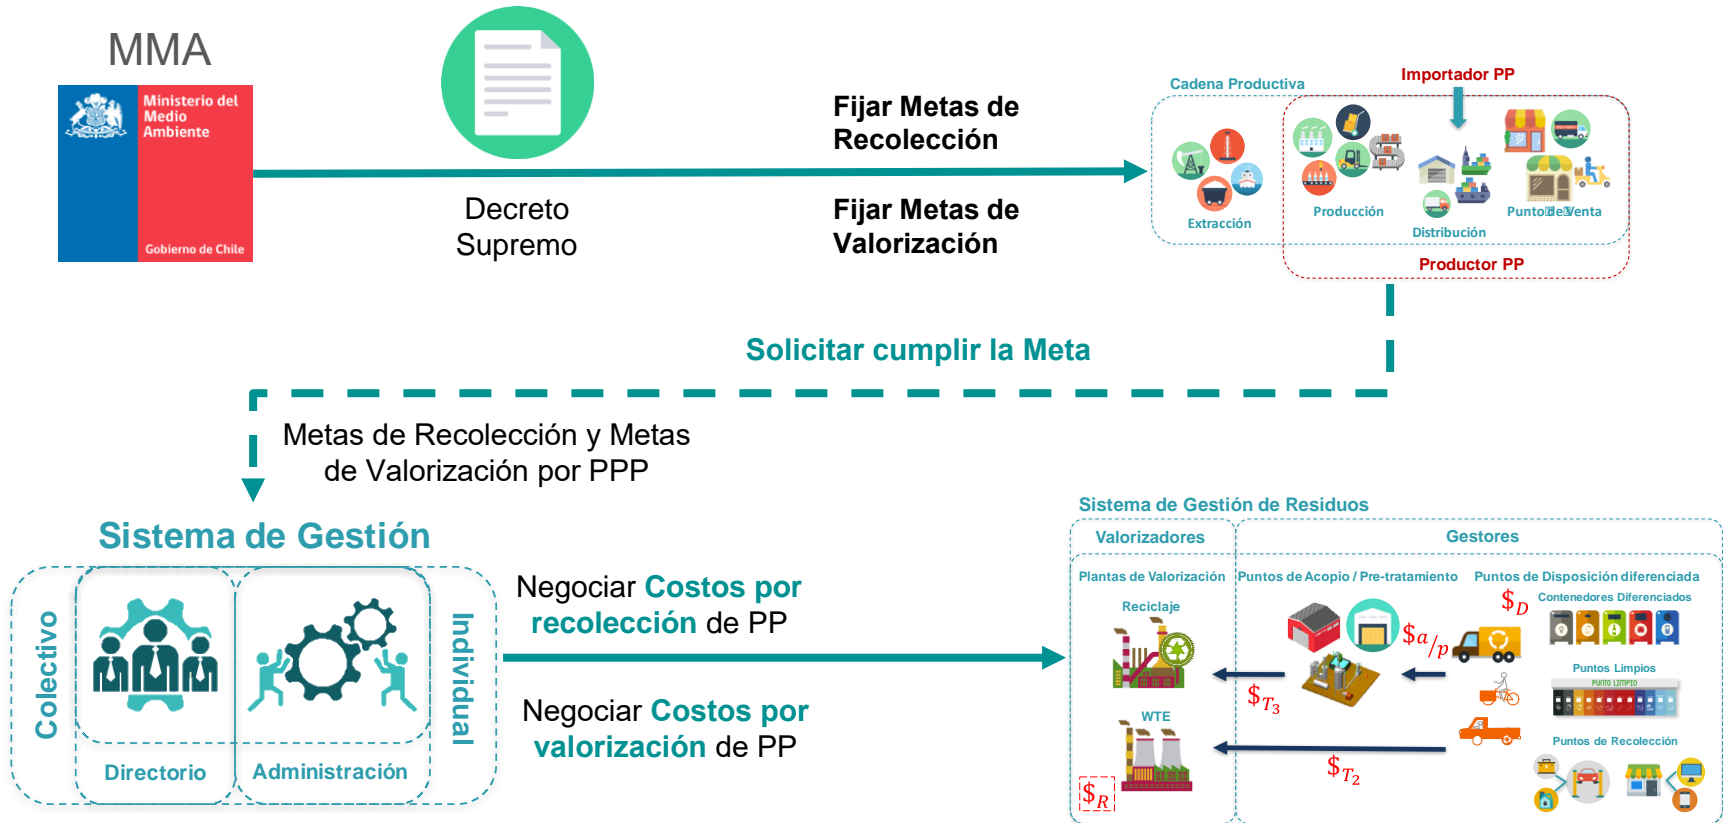 MMA
Ministerio del
Medio
Ambiente
Gobierno de Chile
Decreto
Supremo
Fijar Metas de
Recolección
Fijar Metas de
Valorización
Importador PP
Cadena Productiva
Extracción
Producción
Distribución
Punto de Venta
Productor PP
Solicitar cumplir la Meta
Metas de Recolección y Metas
de Valorización por PPP
Sistema de Gestión
Colectivo
Individual
Directorio
Administración
Negociar Costos por
recolección de PP
Negociar Costos por
valorización de PP
Sistema de Gestión de Residuos
Valorizadores
Gestores
Plantas de Valorización
Puntos de Acopio / Pre-tratamiento
Puntos de Disposición diferenciada
Reciclaje
$D
Contenedores Diferenciados
$a/p
Puntos Limpios
PUNTO LIMPIO
$T3
WTE
Puntos de Recolección
$T2
$R